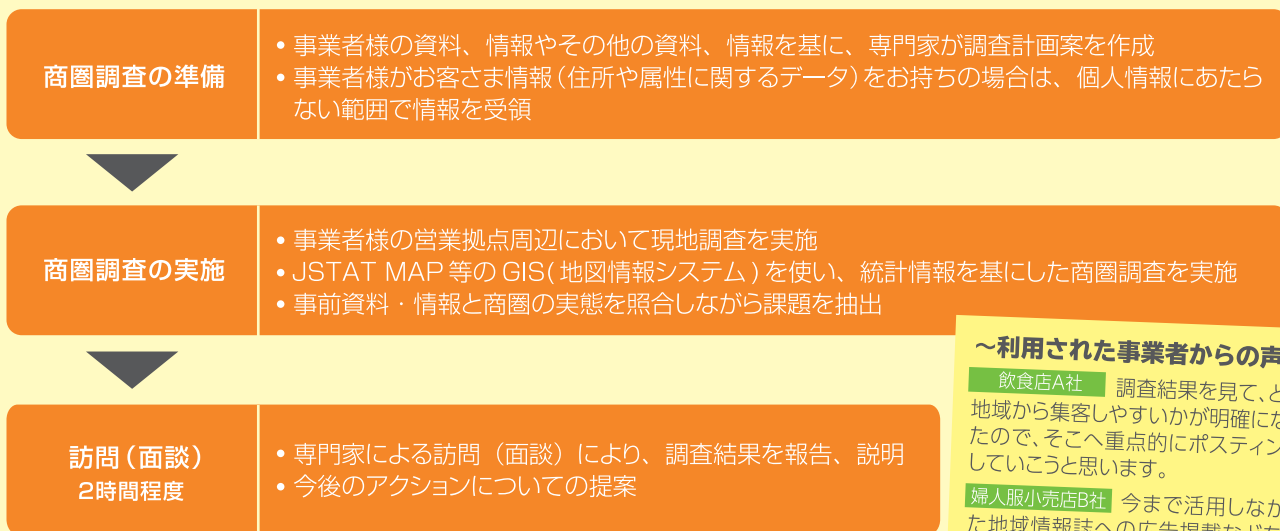 商圏調査の準備
• 事業者様の資料、情報やその他の資料、情報を基に、専門家が調査計画案を作成
• 事業者様がお客さま情報（住所や属性に関するデータ）をお持ちの場合は、個人情報にあたら
ない範囲で情報を受領
商圏調査の実施
• 事業者様の営業拠点周辺において現地調査を実施
• JSTAT MAP 等の GIS( 地図情報システム ) を使い、統計情報を基にした商圏調査を実施
• 事前資料・情報と商圏の実態を照合しながら課題を抽出
訪問（面談）
2時間程度
• 専門家による訪問（面談）により、調査結果を報告、説明
• 今後のアクションについての提案
～利用された事業者からの声
飲食店A社 調査結果を見て、ど
地域から集客しやすいかが明確にな
たので、そこへ重点的にポスティン
していこうと思います。
婦人服小売店B社 今まで活用しなか
た地域情報誌への広告掲載など